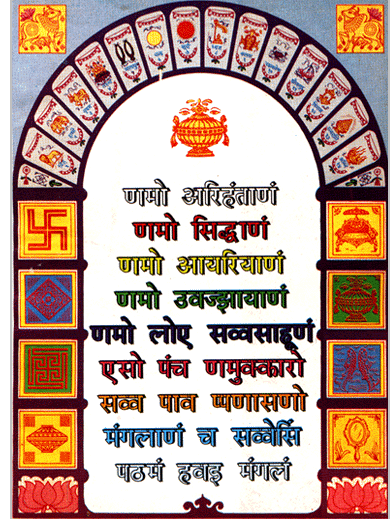 णमो अरिहंताणं
णमो सिद्धाणं
णमो आयरियाणं
णमो उवज्झायाणं
णमो लोए सव्वसाहूणं
एसो पंच णमुक्कारो
सव्व पाव प्पणासणो
मंगलाणं च सव्वेसिं
पढमं हवइ मंगलं